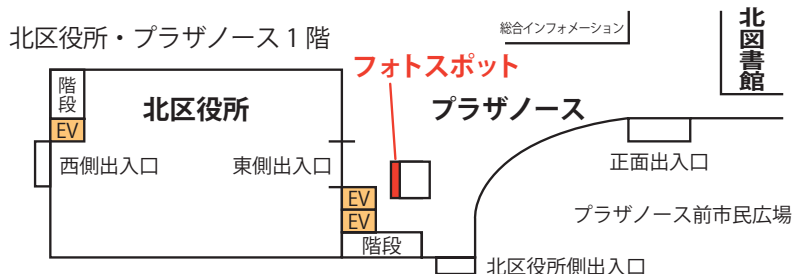 北区役所・プラザノース1階
総合インフォメーション
北図書館
フォトスポット
階段
北区役所
プラザノース
EV
西側出入口
東側出入口
正面出入口
EV
EV
プラザノース前市民広場
階段
北区役所側出入口